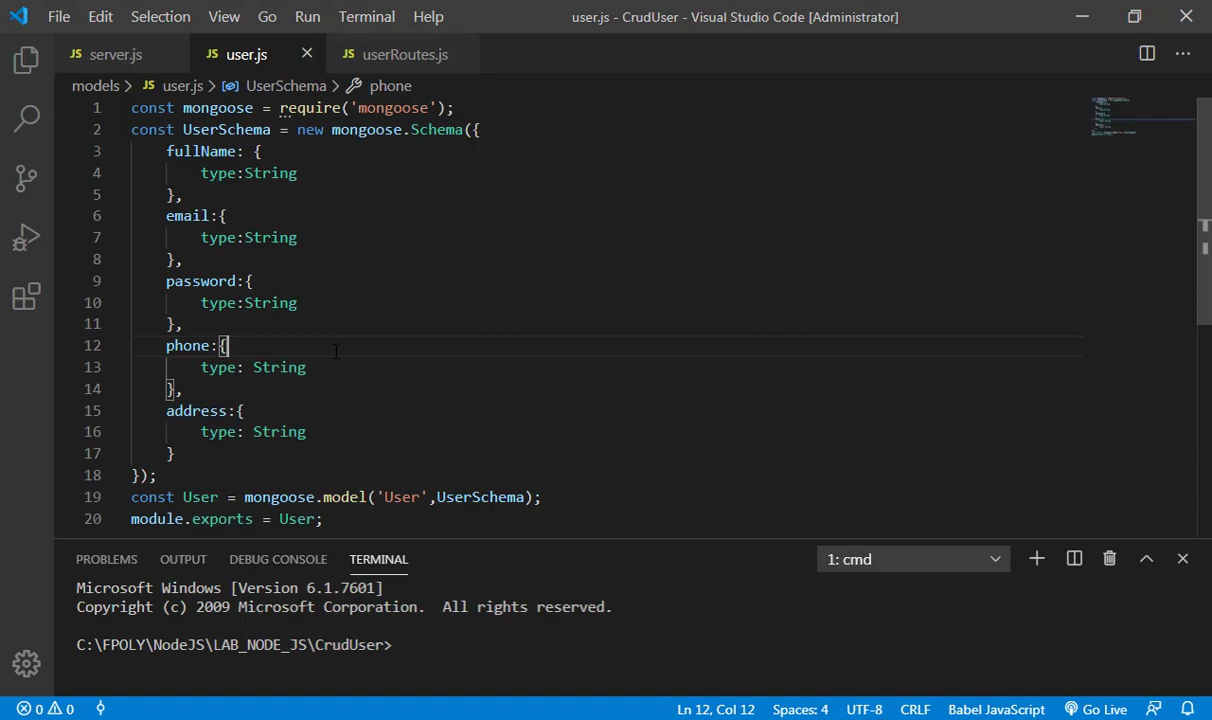 File Edit Selection View Go Run Terminal Help user.js - CrudUser - Visual Studio Code [Administrator]
JS server.js JS user.js JS userRoutes.js
models > JS user.js > UserSchema > phone
1 const mongoose = require('mongoose');
2 const UserSchema = new mongoose.Schema({
3 fullName: {
4 type:String
5 },
6 email:{
7 type:String
8 },
9 password:{
10 type:String
11 },
12 phone:{
13 type: String
14 },
15 address:{
16 type: String
17 }
18 });
19 const User = mongoose.model('User',UserSchema);
20 module.exports = User;
PROBLEMS OUTPUT DEBUG CONSOLE TERMINAL 1: cmd
Microsoft Windows [Version 6.1.7601]
Copyright (c) 2009 Microsoft Corporation. All rights reserved.
C:\FPOLY\NodeJS\LAB_NODE_JS\CrudUser>
0 0 Ln 12, Col 12 Spaces: 4 UTF-8 CRLF Babel JavaScript Go Live